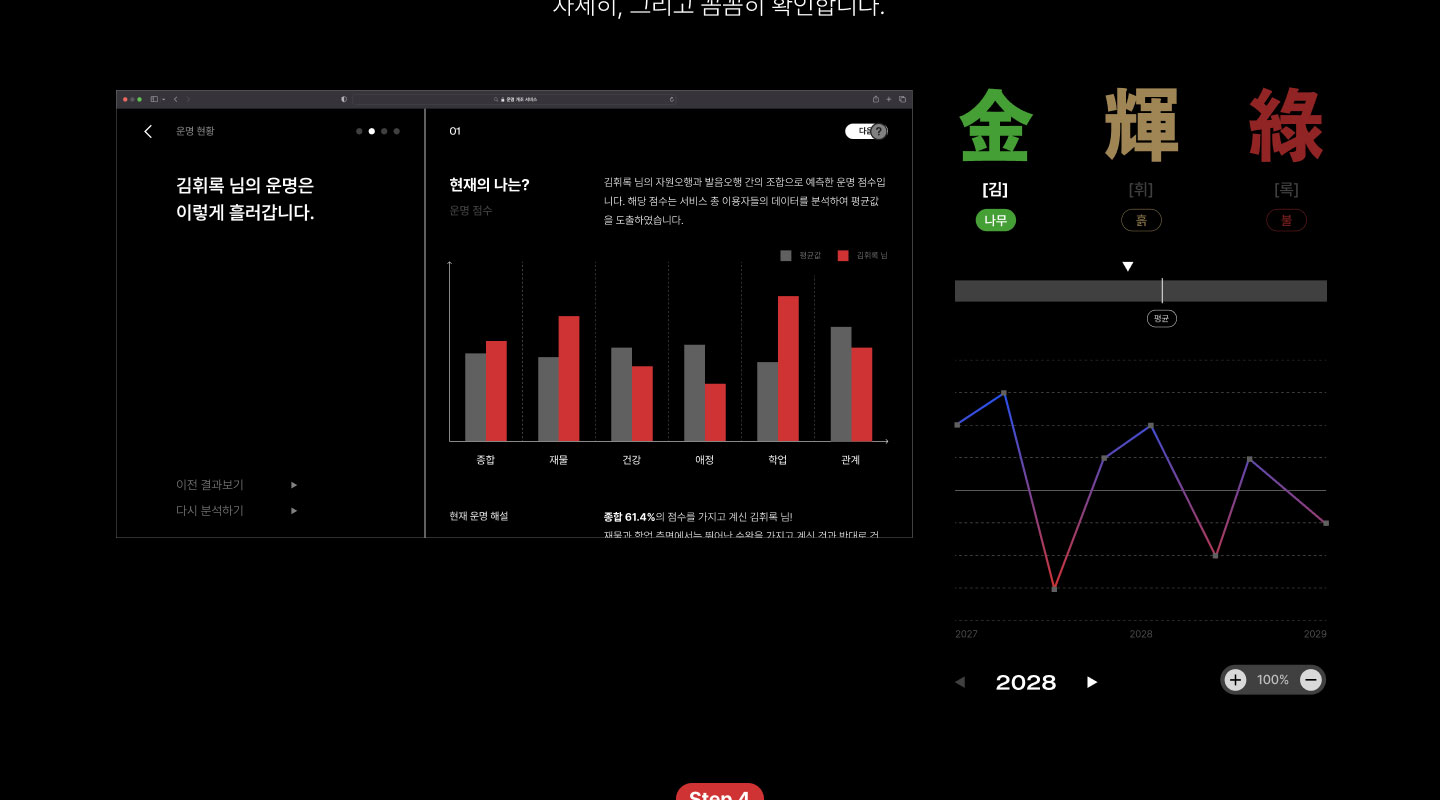 자세히, 그리고 꼼꼼히 확인합니다.
운명 개조 서비스
운명 현황
김휘록 님의 운명은
이렇게 흘러갑니다.
이전 결과보기
다시 분석하기
01
?
현재의 나는?
운명 점수
김휘록 님의 자원오행과 발음오행 간의 조합으로 예측한 운명 점수입
니다. 해당 점수는 서비스 총 이용자들의 데이터를 분석하여 평균값
을 도출하였습니다.
평균값 김휘록 님
종합 재물 건강 애정 학업 관계
현재 운명 해설
종합 61.4%의 점수를 가지고 계신 김휘록 님!
재물과 학업 측면에서는 뛰어난 수완을 가지고 계신 것과 반대로 건
金 輝 綠
[김] [휘] [록]
나무 흙 불
평균
2027 2028 2029
2028
100%
Step 4